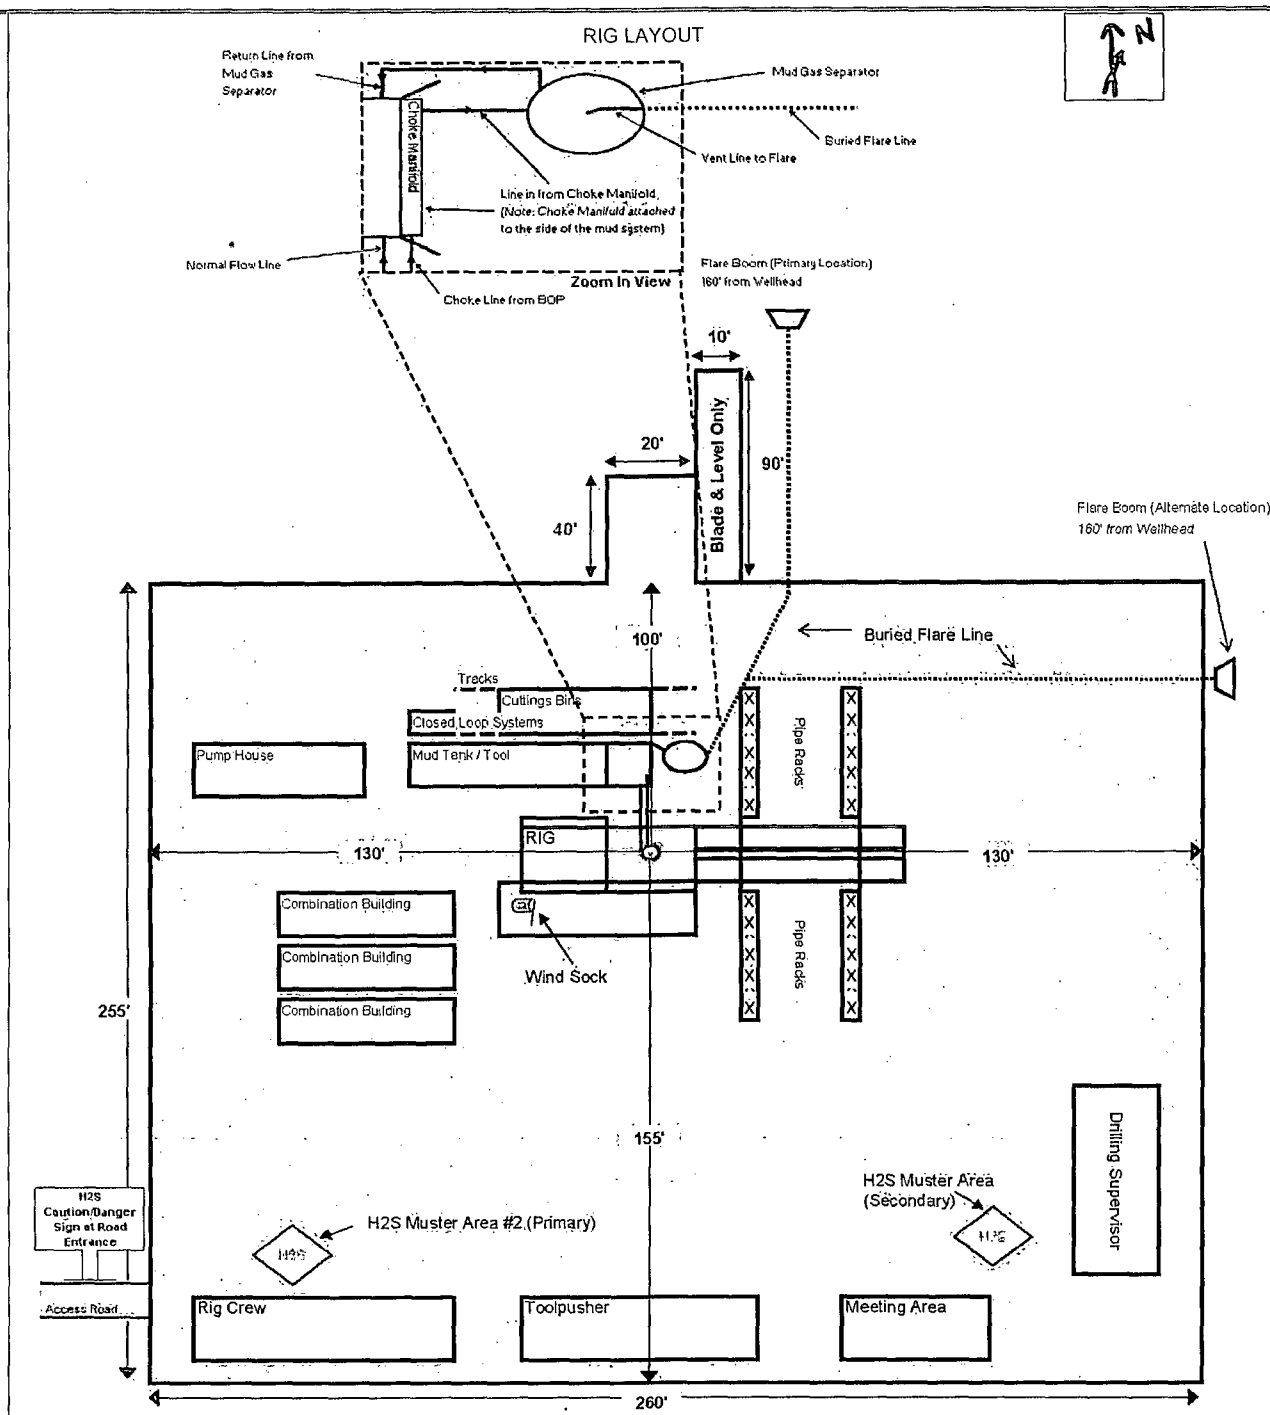 RIG LAYOUT
N
Return Line from
Mud Gas
Separator
Mud Gas Separator
Buried Flare Line
Vent Line to Flare
Choke Manifold
Line in from Choke Manifold,
(Note: Choke Manifold attached
to the side of the mud system)
Normal Flow Line
Zoom In View
Choke Line from BOP
Flare Boom (Primary Location)
160' from Wellhead
10'
Blade & Level Only
90'
20'
40'
Flare Boom (Alternate Location)
160' from Wellhead
100'
Buried Flare Line
Tracks
Cuttings Bins
Closed Loop Systems
Pump House
Mud Tank / Tool
Pipe Racks
X
X
X
X
X
X
X
X
X
X
X
X
RIG
130'
130'
Combination Building
Combination Building
Combination Building
Wind Sock
Pipe Racks
X
X
X
X
X
X
X
X
X
X
X
X
255'
155'
Drilling Supervisor
H2S
Caution/Danger
Sign at Road
Entrance
H2S Muster Area #2 (Primary)
H2S Muster Area
(Secondary)
Access Road
Rig Crew
Toolpusher
Meeting Area
260'